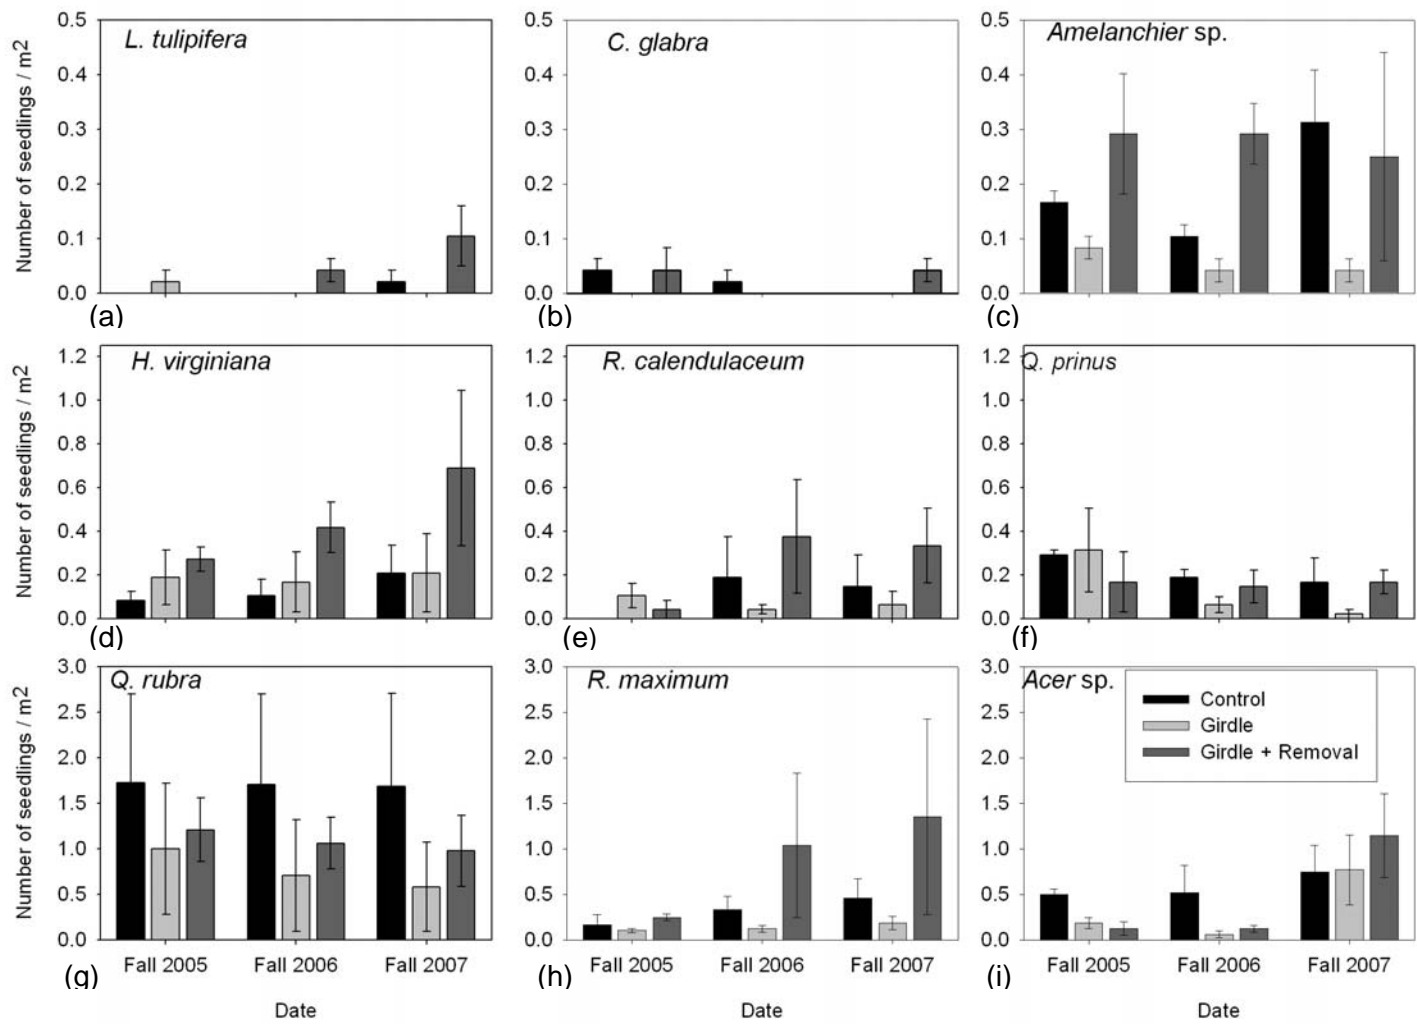 L. tulipifera
Number of seedlings / m2
0.5
0.4
0.3
0.2
0.1
0.0
(a)
C. glabra
0.5
0.4
0.3
0.2
0.1
0.0
(b)
Amelanchier sp.
0.5
0.4
0.3
0.2
0.1
0.0
(c)
H. virginiana
Number of seedlings / m2
1.2
1.0
0.8
0.6
0.4
0.2
0.0
(d)
R. calendulaceum
1.2
1.0
0.8
0.6
0.4
0.2
0.0
(e)
Q. prinus
1.2
1.0
0.8
0.6
0.4
0.2
0.0
(f)
Q. rubra
Number of seedlings / m2
3.0
2.5
2.0
1.5
1.0
0.5
0.0
Fall 2005 Fall 2006 Fall 2007
(g)
Date
R. maximum
3.0
2.5
2.0
1.5
1.0
0.5
0.0
Fall 2005 Fall 2006 Fall 2007
(h)
Date
Acer sp.
Control
Girdle
Girdle + Removal
3.0
2.5
2.0
1.5
1.0
0.5
0.0
Fall 2005 Fall 2006 Fall 2007
(i)
Date